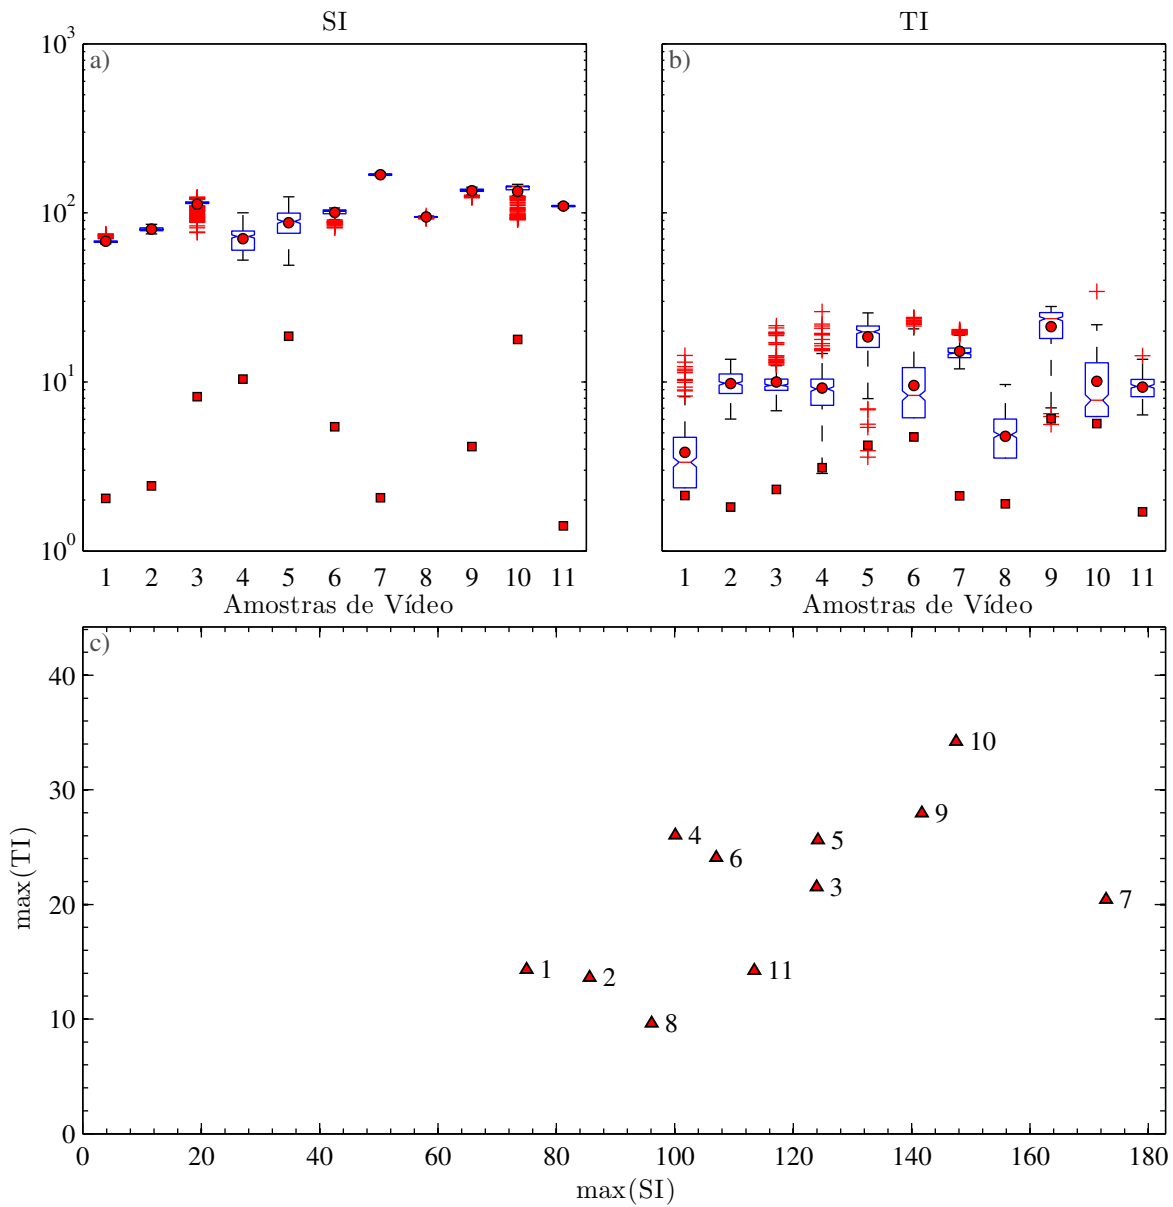 SI
TI
a)
b)
10^3
10^2
10^1
10^0
1 2 3 4 5 6 7 8 9 10 11
1 2 3 4 5 6 7 8 9 10 11
Amostras de Vídeo
Amostras de Vídeo
c)
max(TI)
40
30
20
10
0
10
9
4
5
6
3
7
1
2
11
8
0 20 40 60 80 100 120 140 160 180
max(SI)